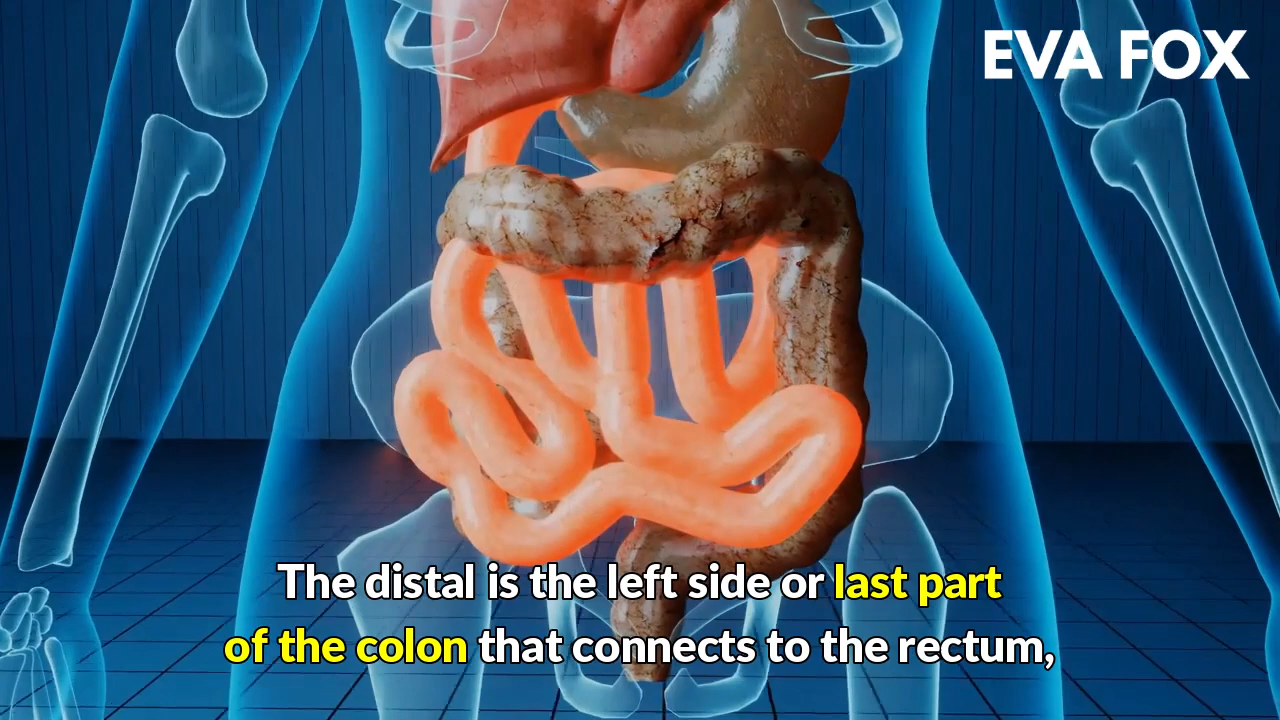 EVA FOX
The distal is the left side or last part
of the colon that connects to the rectum,